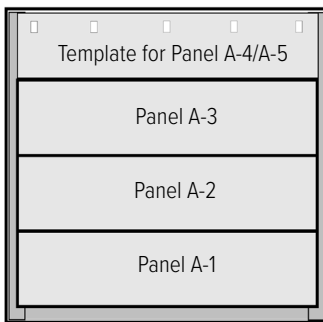 Template for Panel A-4/A-5
Panel A-3
Panel A-2
Panel A-1